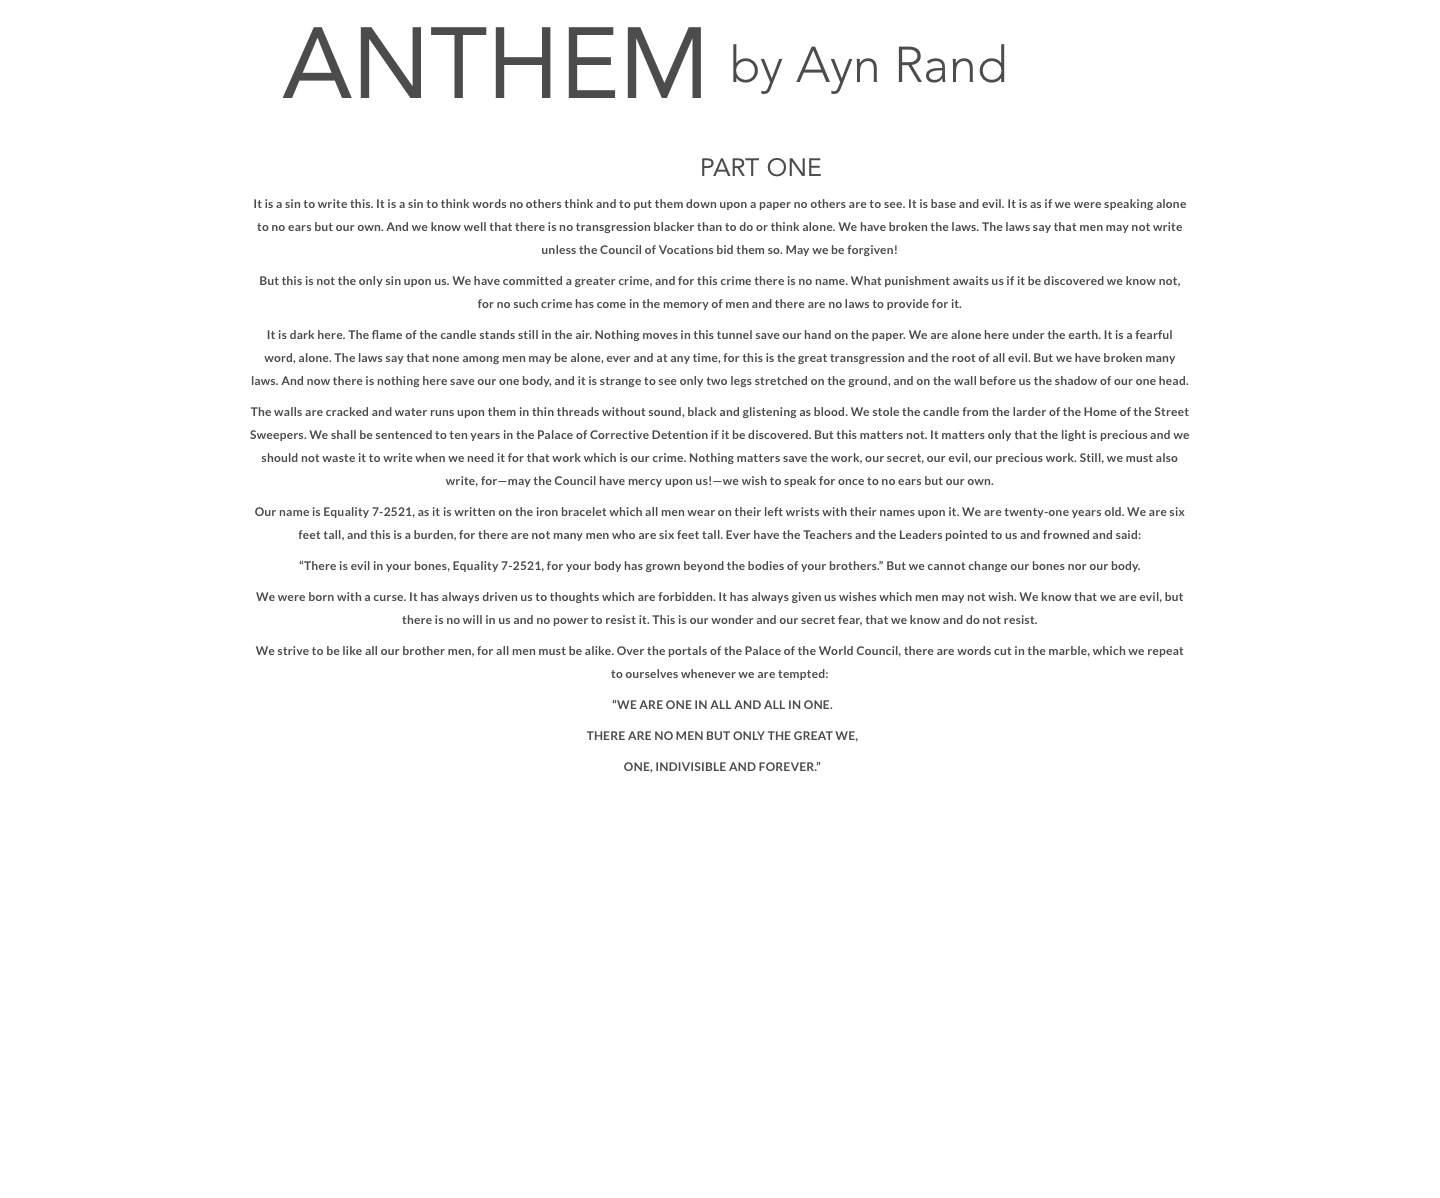 ANTHEM by Ayn Rand
PART ONE
It is a sin to write this. It is a sin to think words no others think and to put them down upon a paper no others are to see. It is base and evil. It is as if we were speaking alone
to no ears but our own. And we know well that there is no transgression blacker than to do or think alone. We have broken the laws. The laws say that men may not write
unless the Council of Vocations bid them so. May we be forgiven!
But this is not the only sin upon us. We have committed a greater crime, and for this crime there is no name. What punishment awaits us if it be discovered we know not,
for no such crime has come in the memory of men and there are no laws to provide for it.
It is dark here. The flame of the candle stands still in the air. Nothing moves in this tunnel save our hand on the paper. We are alone here under the earth. It is a fearful
word, alone. The laws say that none among men may be alone, ever and at any time, for this is the great transgression and the root of all evil. But we have broken many
laws. And now there is nothing here save our one body, and it is strange to see only two legs stretched on the ground, and on the wall before us the shadow of our one head.
The walls are cracked and water runs upon them in thin threads without sound, black and glistening as blood. We stole the candle from the larder of the Home of the Street
Sweepers. We shall be sentenced to ten years in the Palace of Corrective Detention if it be discovered. But this matters not. It matters only that the light is precious and we
should not waste it to write when we need it for that work which is our crime. Nothing matters save the work, our secret, our evil, our precious work. Still, we must also
write, for—may the Council have mercy upon us!—we wish to speak for once to no ears but our own.
Our name is Equality 7-2521, as it is written on the iron bracelet which all men wear on their left wrists with their names upon it. We are twenty-one years old. We are six
feet tall, and this is a burden, for there are not many men who are six feet tall. Ever have the Teachers and the Leaders pointed to us and frowned and said:
“There is evil in your bones, Equality 7-2521, for your body has grown beyond the bodies of your brothers.” But we cannot change our bones nor our body.
We were born with a curse. It has always driven us to thoughts which are forbidden. It has always given us wishes which men may not wish. We know that we are evil, but
there is no will in us and no power to resist it. This is our wonder and our secret fear, that we know and do not resist.
We strive to be like all our brother men, for all men must be alike. Over the portals of the Palace of the World Council, there are words cut in the marble, which we repeat
to ourselves whenever we are tempted:
“WE ARE ONE IN ALL AND ALL IN ONE.
THERE ARE NO MEN BUT ONLY THE GREAT WE,
ONE, INDIVISIBLE AND FOREVER.”